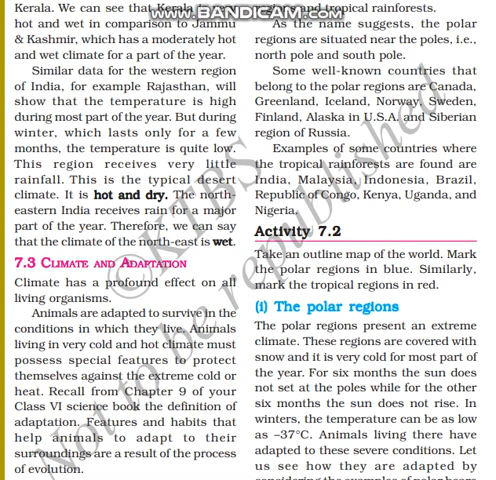 Kerala. We can see that Kerala
hot and wet in comparison to Jammu
& Kashmir, which has a moderately hot
and wet climate for a part of the year.
Similar data for the western region
of India, for example Rajasthan, will
show that the temperature is high
during most part of the year. But during
winter, which lasts only for a few
months, the temperature is quite low.
This region receives very little
rainfall. This is the typical desert
climate. It is hot and dry. The north-
eastern India receives rain for a major
part of the year. Therefore, we can say
that the climate of the north-east is wet.
7.3 CLIMATE AND ADAPTATION
Climate has a profound effect on all
living organisms.
Animals are adapted to survive in the
conditions in which they live. Animals
living in very cold and hot climate must
possess special features to protect
themselves against the extreme cold or
heat. Recall from Chapter 9 of your
Class VI science book the definition of
adaptation. Features and habits that
help animals to adapt to their
surroundings are a result of the process
of evolution.
and tropical rainforests.
As the name suggests, the polar
regions are situated near the poles, i.e.,
north pole and south pole.
Some well-known countries that
belong to the polar regions are Canada,
Greenland, Iceland, Norway, Sweden,
Finland, Alaska in U.S.A. and Siberian
region of Russia.
Examples of some countries where
the tropical rainforests are found are
India, Malaysia, Indonesia, Brazil,
Republic of Congo, Kenya, Uganda, and
Nigeria.
Activity 7.2
Take an outline map of the world. Mark
the polar regions in blue. Similarly,
mark the tropical regions in red.
(i) The polar regions
The polar regions present an extreme
climate. These regions are covered with
snow and it is very cold for most part of
the year. For six months the sun does
not set at the poles while for the other
six months the sun does not rise. In
winters, the temperature can be as low
as –37°C. Animals living there have
adapted to these severe conditions. Let
us see how they are adapted by
considering the examples of polar bears
WWW.BANDICAM.COM
©KTBS
Not to be republished